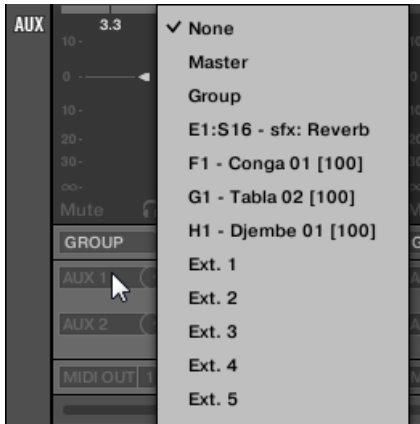 AUX
3.3
10 -
0 -
10 -
20 -
30 -
∞-
Mute
GROUP
AUX 1
AUX 2
MIDI OUT 1
✓ None
Master
Group
E1:S16 - sfx: Reverb
F1 - Conga 01 [100]
G1 - Tabla 02 [100]
H1 - Djembe 01 [100]
Ext. 1
Ext. 2
Ext. 3
Ext. 4
Ext. 5